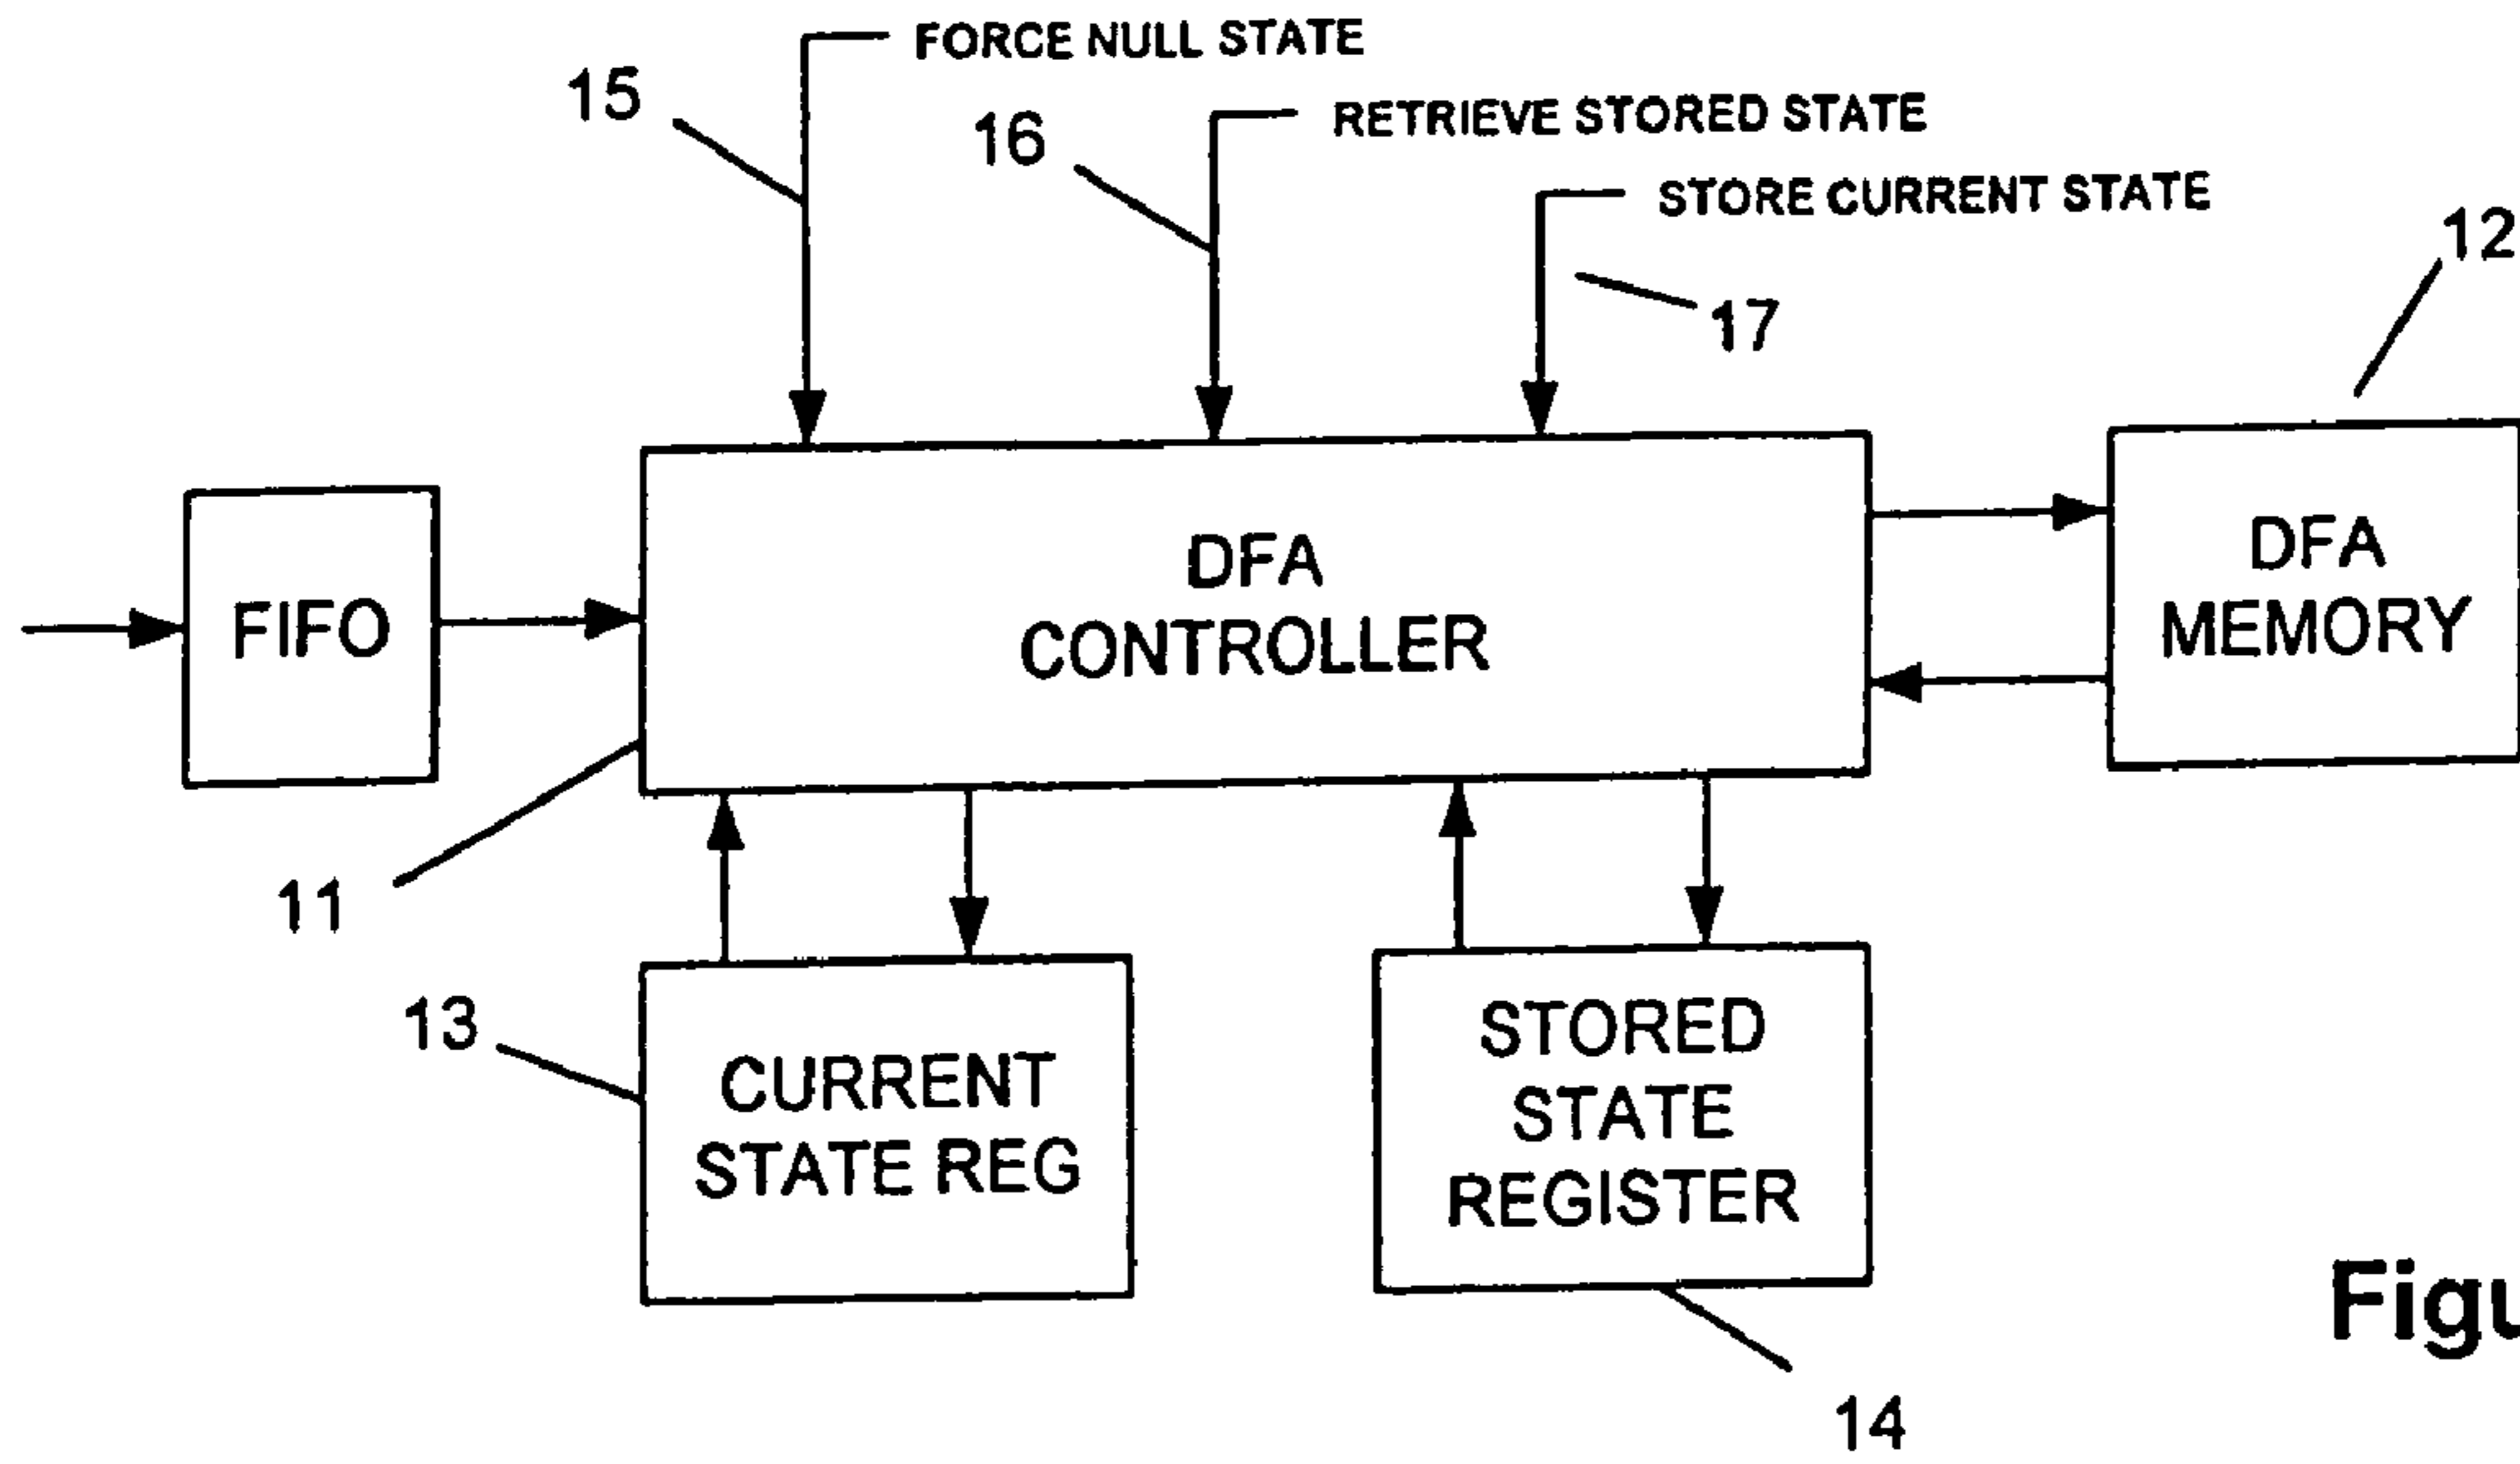 FORCE NULL STATE
15
RETRIEVE STORED STATE
16
STORE CURRENT STATE
12
17
DFA
CONTROLLER
DFA
MEMORY
FIFO
11
13
CURRENT
STATE REG
STORED
STATE
REGISTER
14